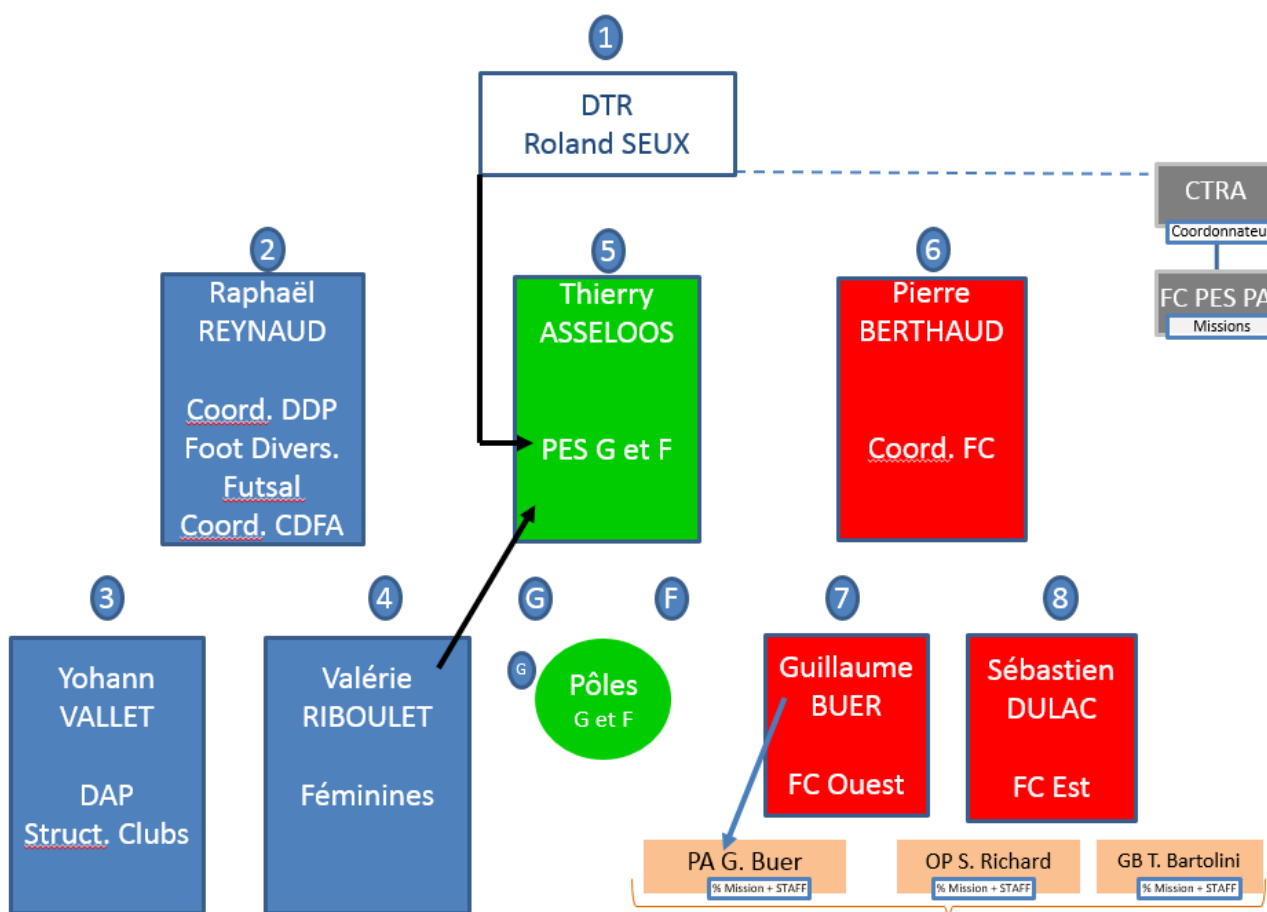 1
DTR
Roland SEUX
CTRA
Coordonnateu
FC PES PA
Missions
2
Raphaël
REYNAUD
Coord. DDP
Foot Divers.
Futsal
Coord. CDFA
5
Thierry
ASSELOOS
PES G et F
6
Pierre
BERTHAUD
Coord. FC
3
Yohann
VALLET
DAP
Struct. Clubs
4
Valérie
RIBOULET
Féminines
G
F
G
Pôles
G et F
7
Guillaume
BUER
FC Ouest
8
Sébastien
DULAC
FC Est
PA G. Buer
% Mission + STAFF
OP S. Richard
% Mission + STAFF
GB T. Bartolini
% Mission + STAFF